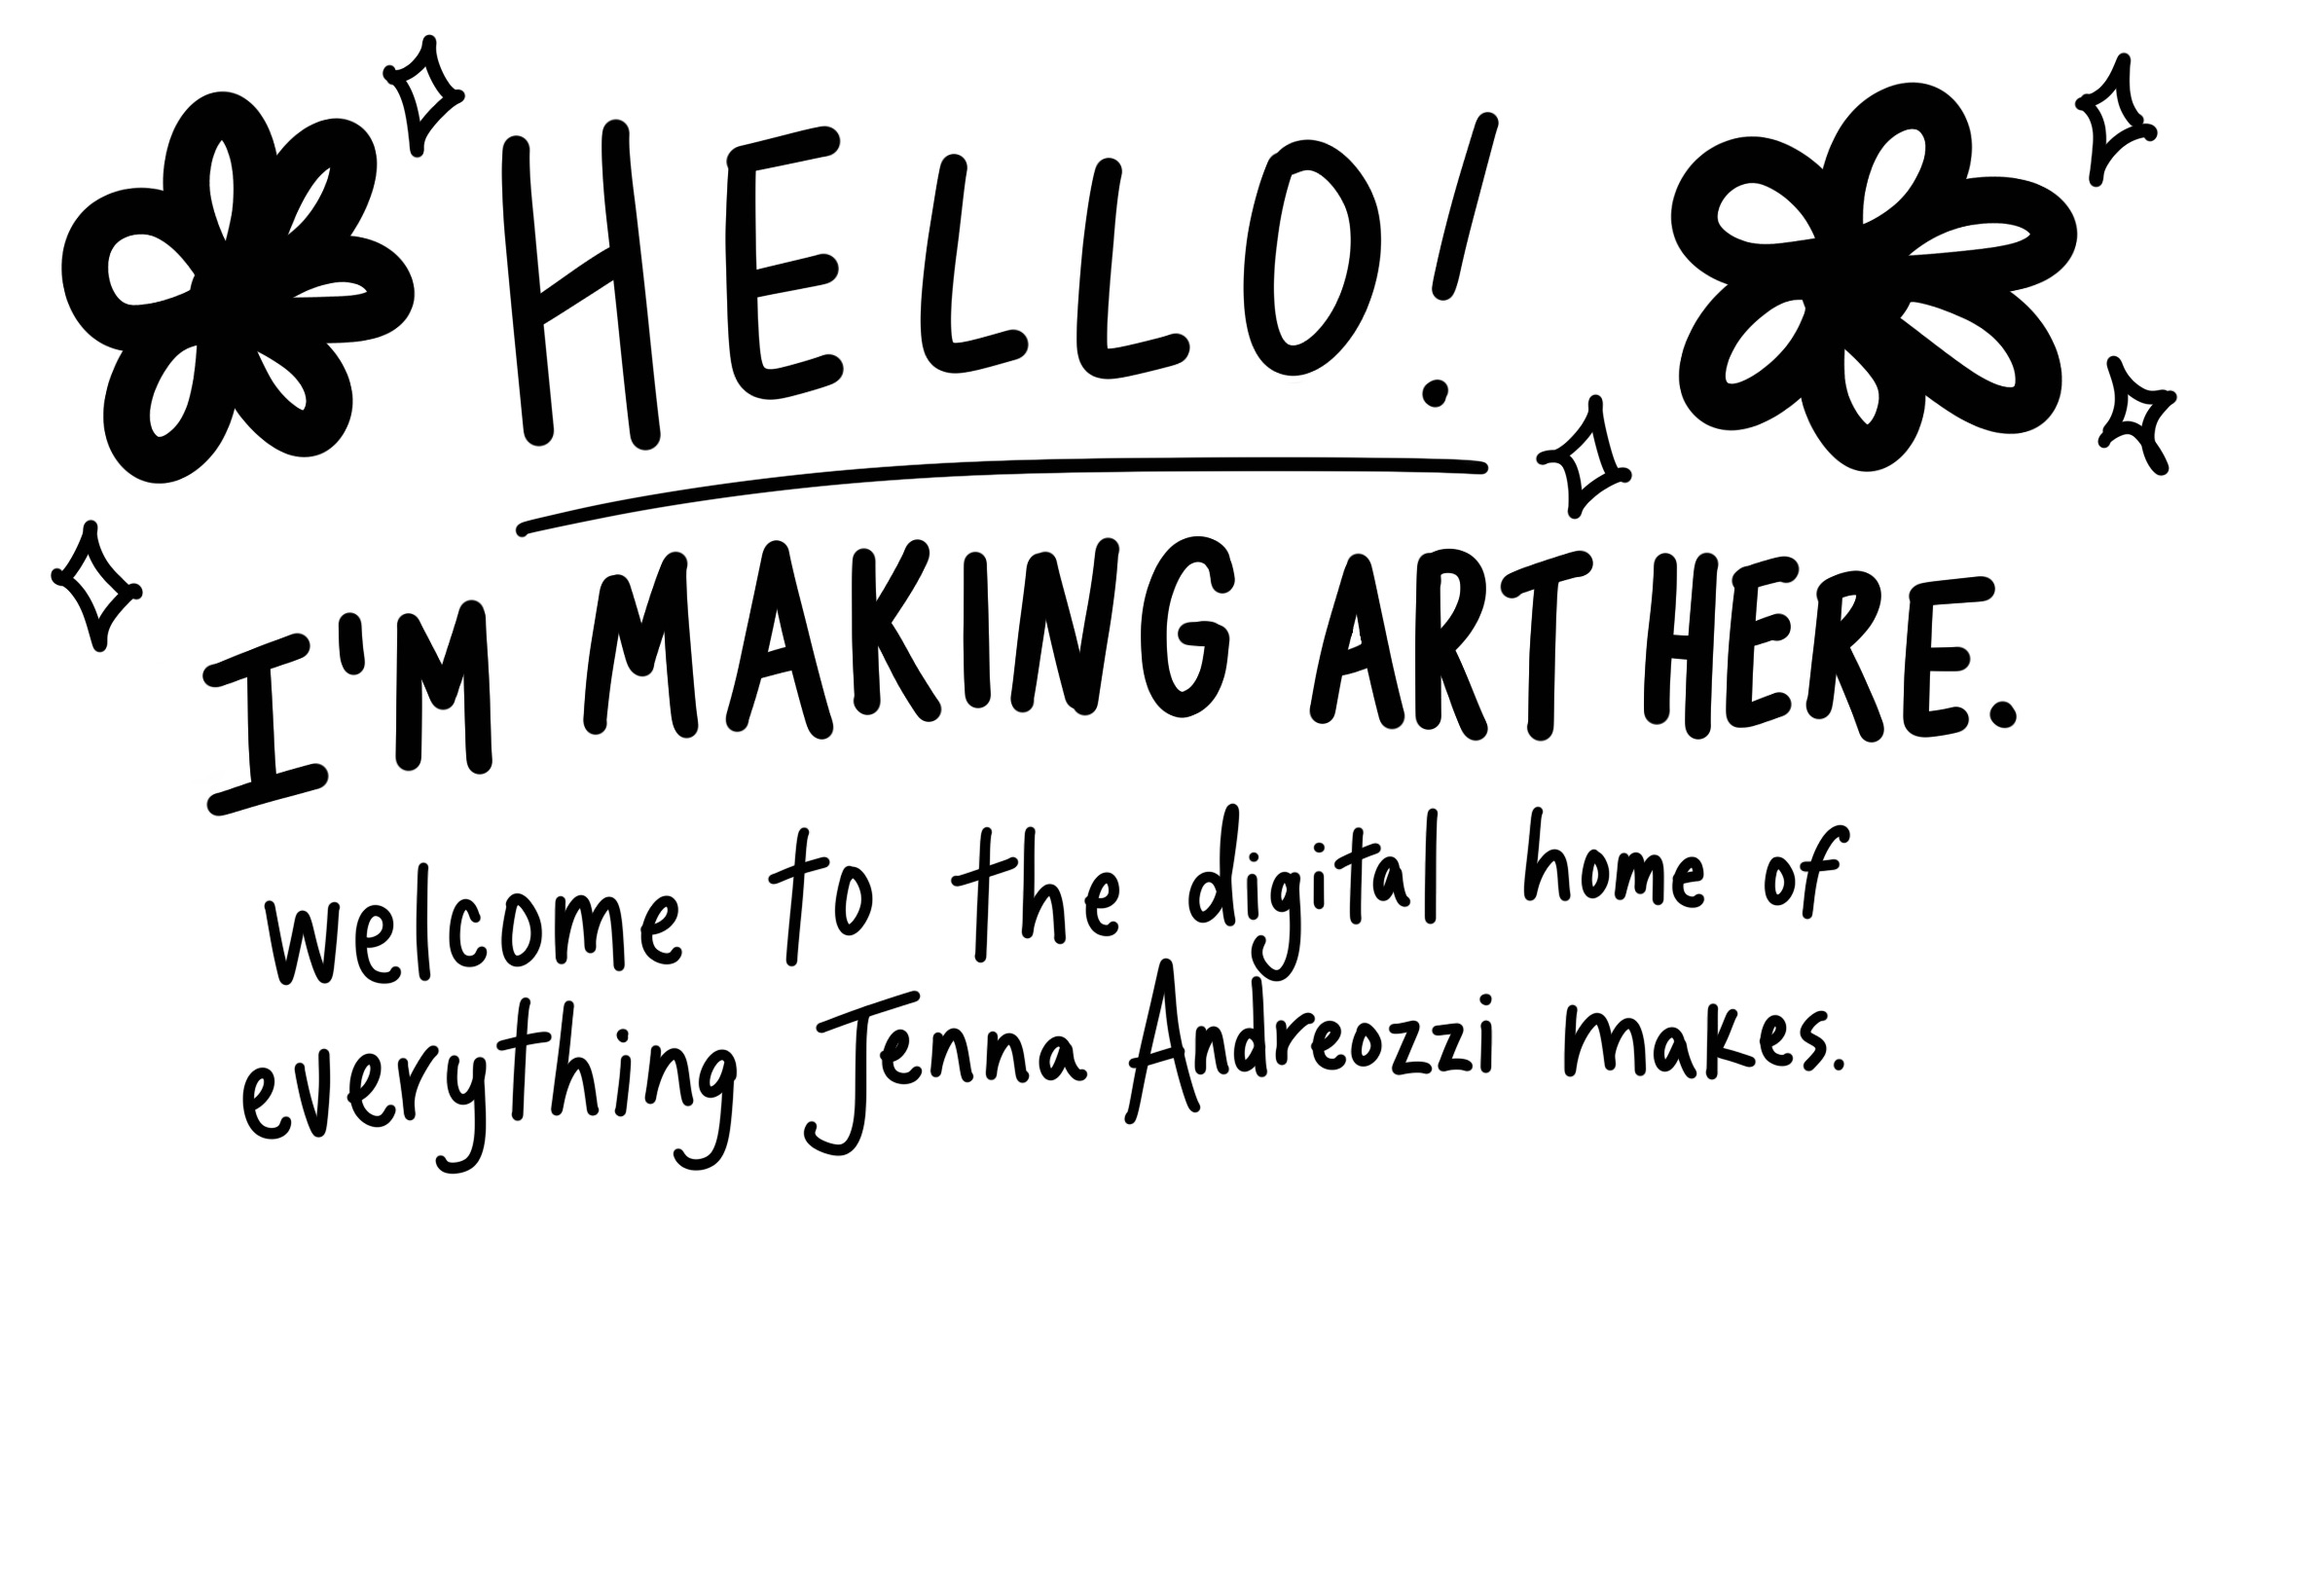 HELLO!
I'M MAKING ART HERE.
welcome to the digital home of
everything Jenna Andreozzi makes.